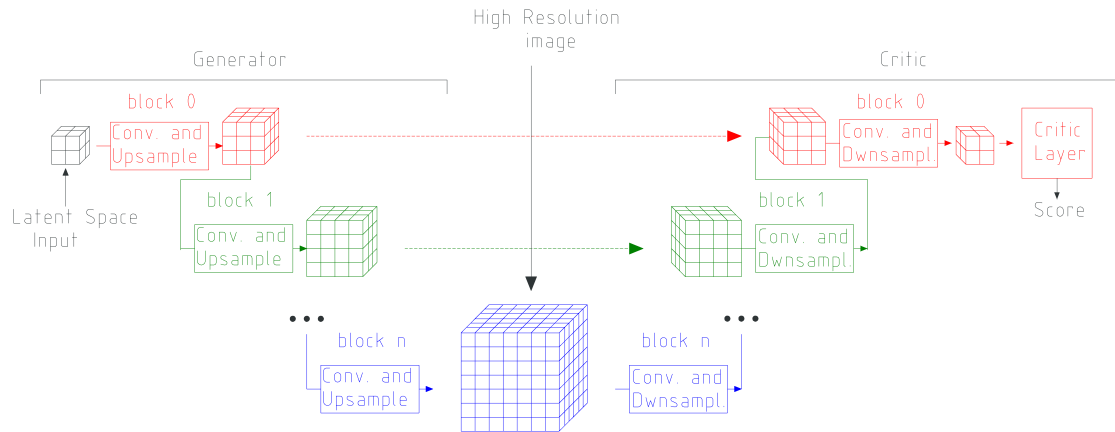 High Resolution
image
Generator
Critic
block 0
block 0
Conv. and
Upsample
Conv. and
Dwnsampl.
Critic
Layer
block 1
block 1
Latent Space
Input
Score
Conv. and
Upsample
Conv. and
Dwnsampl.
...
...
block n
block n
Conv. and
Upsample
Conv. and
Dwnsampl.